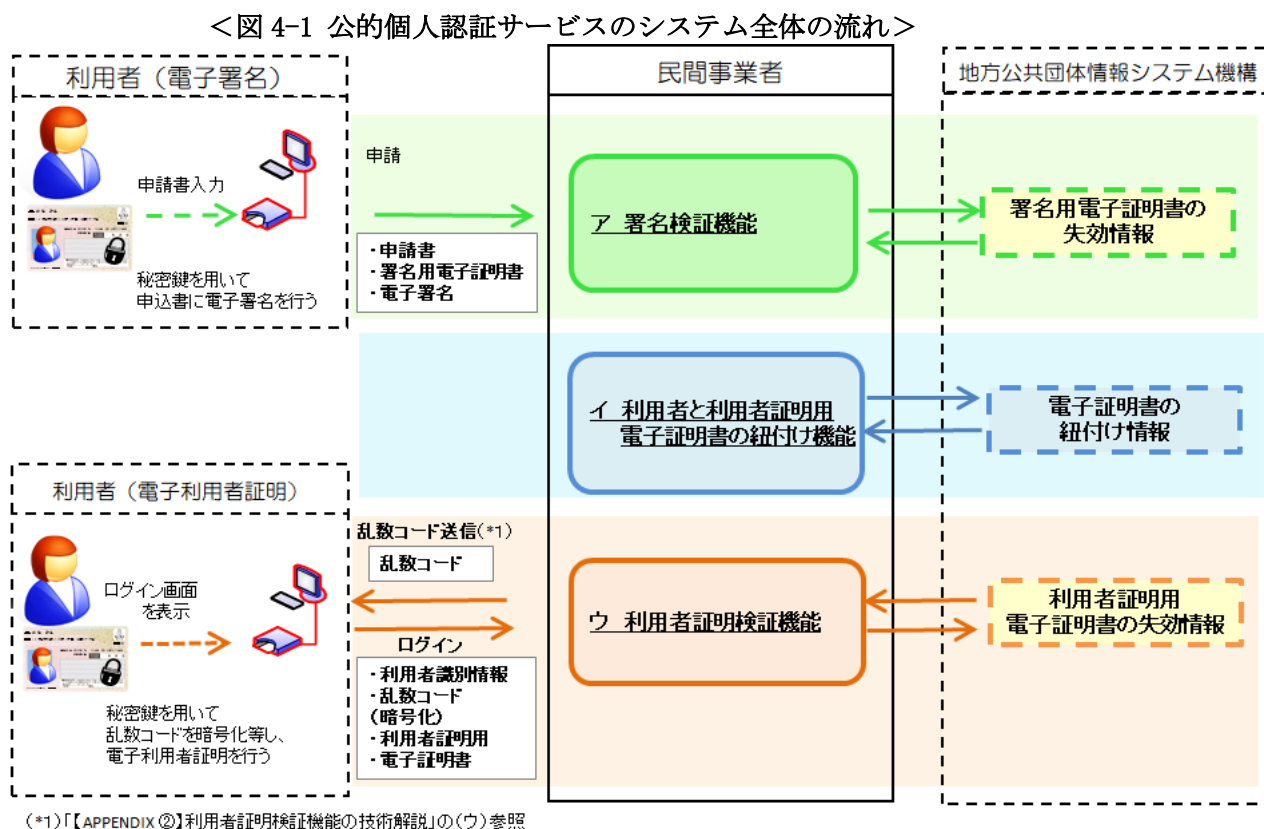 ＜図 4-1 公的個人認証サービスのシステム全体の流れ＞
利用者（電子署名）
民間事業者
地方公共団体情報システム機構
申請書入力
秘密鍵を用いて
申込書に電子署名を行う
申請
・申請書
・署名用電子証明書
・電子署名
ア 署名検証機能
署名用電子証明書の
失効情報
イ 利用者と利用者証明用
電子証明書の紐付け機能
電子証明書の
紐付け情報
利用者（電子利用者証明）
ログイン画面
を表示
秘密鍵を用いて
乱数コードを暗号化等し、
電子利用者証明を行う
乱数コード送信(*1)
乱数コード
ログイン
・利用者識別情報
・乱数コード
(暗号化)
・利用者証明用
・電子証明書
ウ 利用者証明検証機能
利用者証明用
電子証明書の失効情報
(*1)「【APPENDIX ②】利用者証明検証機能の技術解説」の(ウ)参照